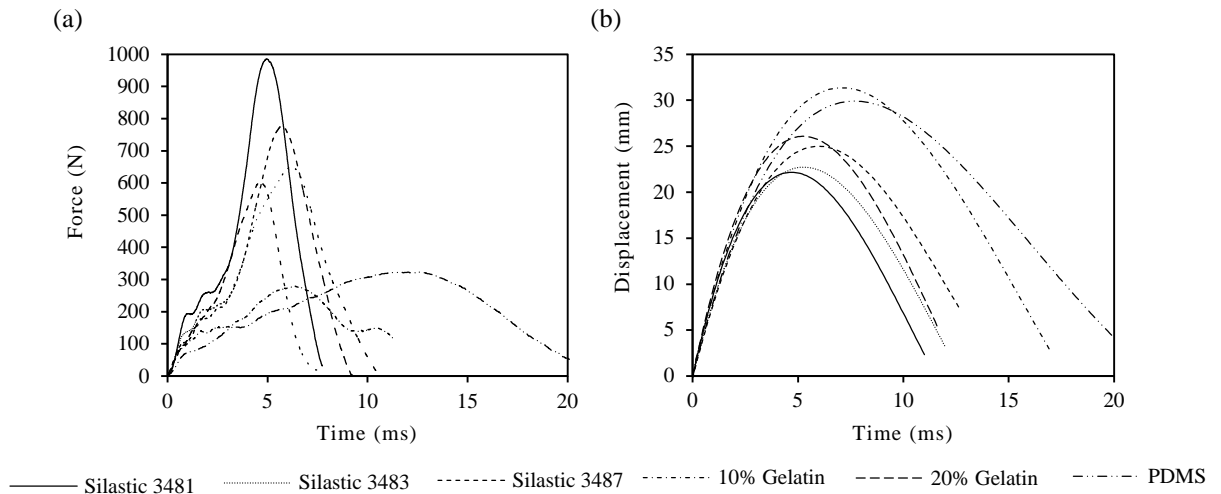 (a)
(b)
1000
900
800
700
600
500
400
300
200
100
0
Force (N)
0 5 10 15 20
Time (ms)
35
30
25
20
15
10
5
0
Displacement (mm)
0 5 10 15 20
Time (ms)
Silastic 3481 Silastic 3483 Silastic 3487 10% Gelatin 20% Gelatin PDMS